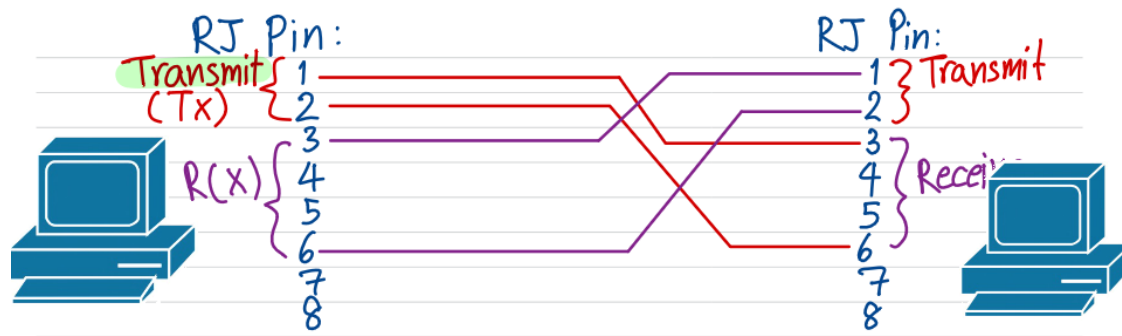 RJ Pin: RJ Pin:
Transmit 1 1 Transmit
(Tx) 2 2
3 3
R(X) 4 4
5 5
6 6
7 7
8 8